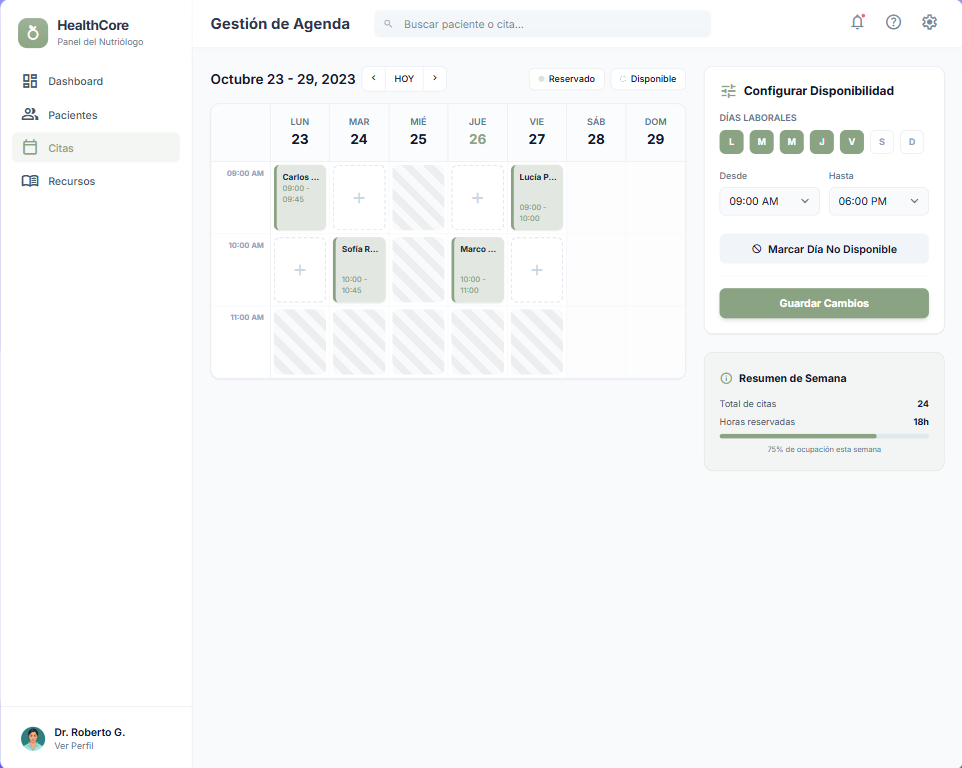 HealthCore
Panel del Nutriólogo
Dashboard
Pacientes
Citas
Recursos
Dr. Roberto G.
Ver Perfil
Gestión de Agenda
Buscar paciente o cita...
Octubre 23 - 29, 2023
HOY
Reservado
Disponible
LUN MAR MIÉ JUE VIE SÁB DOM
23 24 25 26 27 28 29
09:00 AM
Carlos ...
09:00 -
09:45
Lucía P...
09:00 -
10:00
10:00 AM
Sofía R...
10:00 -
10:45
Marco ...
10:00 -
11:00
11:00 AM
Configurar Disponibilidad
DÍAS LABORALES
L M M J V S D
Desde Hasta
09:00 AM 06:00 PM
Marcar Día No Disponible
Guardar Cambios
Resumen de Semana
Total de citas 24
Horas reservadas 18h
75% de ocupación esta semana